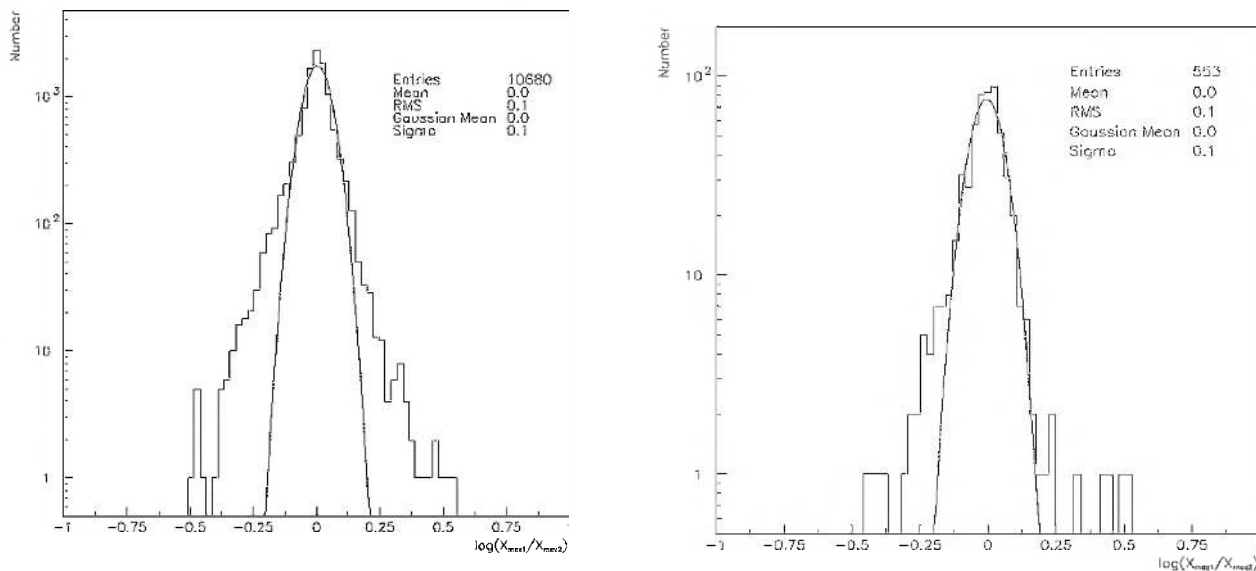 Number
10³
10²
10
1
Entries 10680
Mean 0.0
RMS 0.1
Gaussian Mean 0.0
Sigma 0.1
-1 -0.75 -0.5 -0.25 0 0.25 0.5 0.75
Number
10²
10
1
Entries 553
Mean 0.0
RMS 0.1
Gaussian Mean 0.0
Sigma 0.1
-1 -0.75 -0.5 -0.25 0 0.25 0.5 0.75